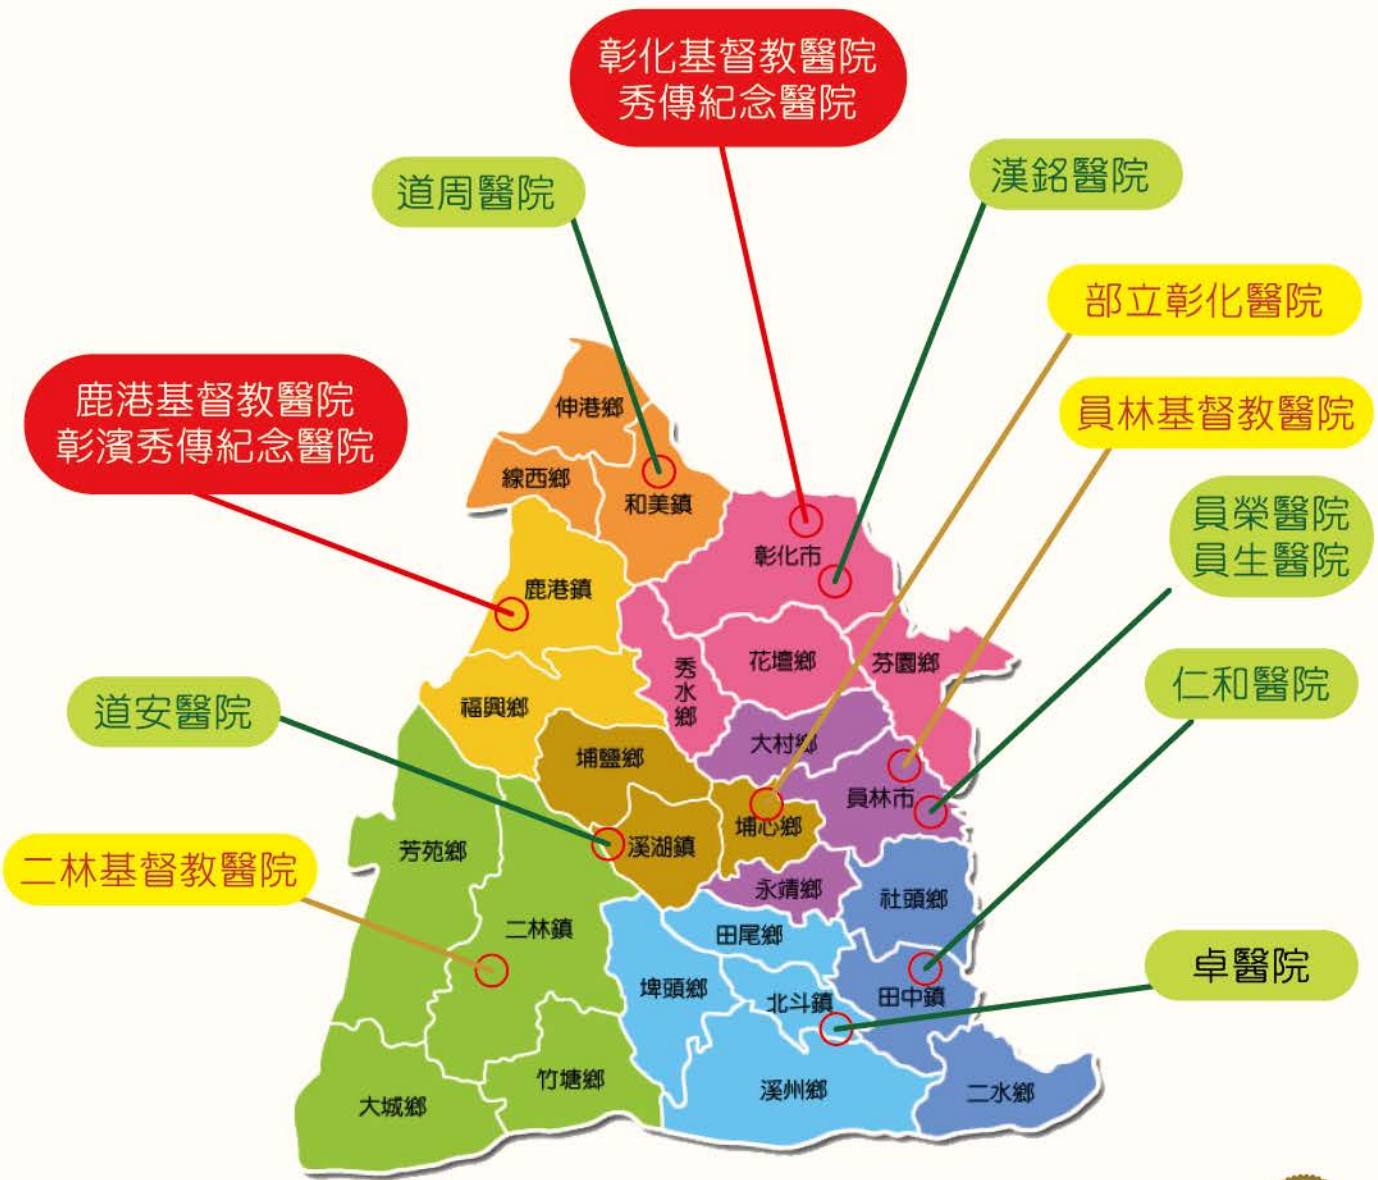 彰化基督教醫院
秀傳紀念醫院
道周醫院
漢銘醫院
部立彰化醫院
鹿港基督教醫院
彰濱秀傳紀念醫院
員林基督教醫院
伸港鄉
線西鄉
和美鎮
員榮醫院
員生醫院
彰化市
鹿港鎮
秀水鄉
花壇鄉
芬園鄉
仁和醫院
道安醫院
福興鄉
大村鄉
埔鹽鄉
員林市
埔心鄉
溪湖鎮
芳苑鄉
二林基督教醫院
永靖鄉
社頭鄉
二林鎮
田尾鄉
卓醫院
埤頭鄉
北斗鎮
田中鎮
竹塘鄉
溪州鄉
二水鄉
大城鄉